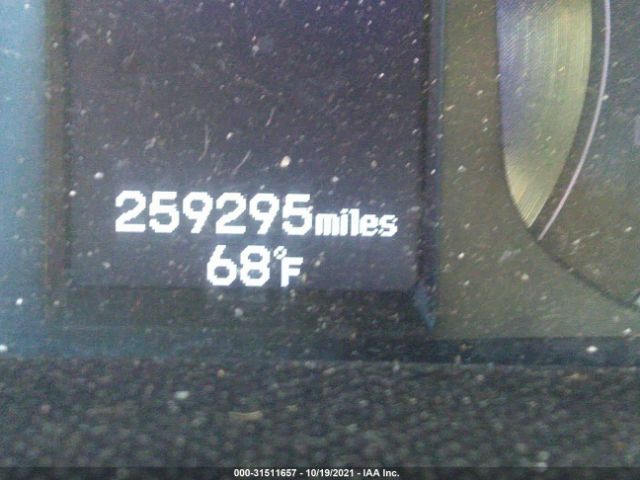 259295miles
68°F
000-31511657 - 10/19/2021 - IAA Inc.